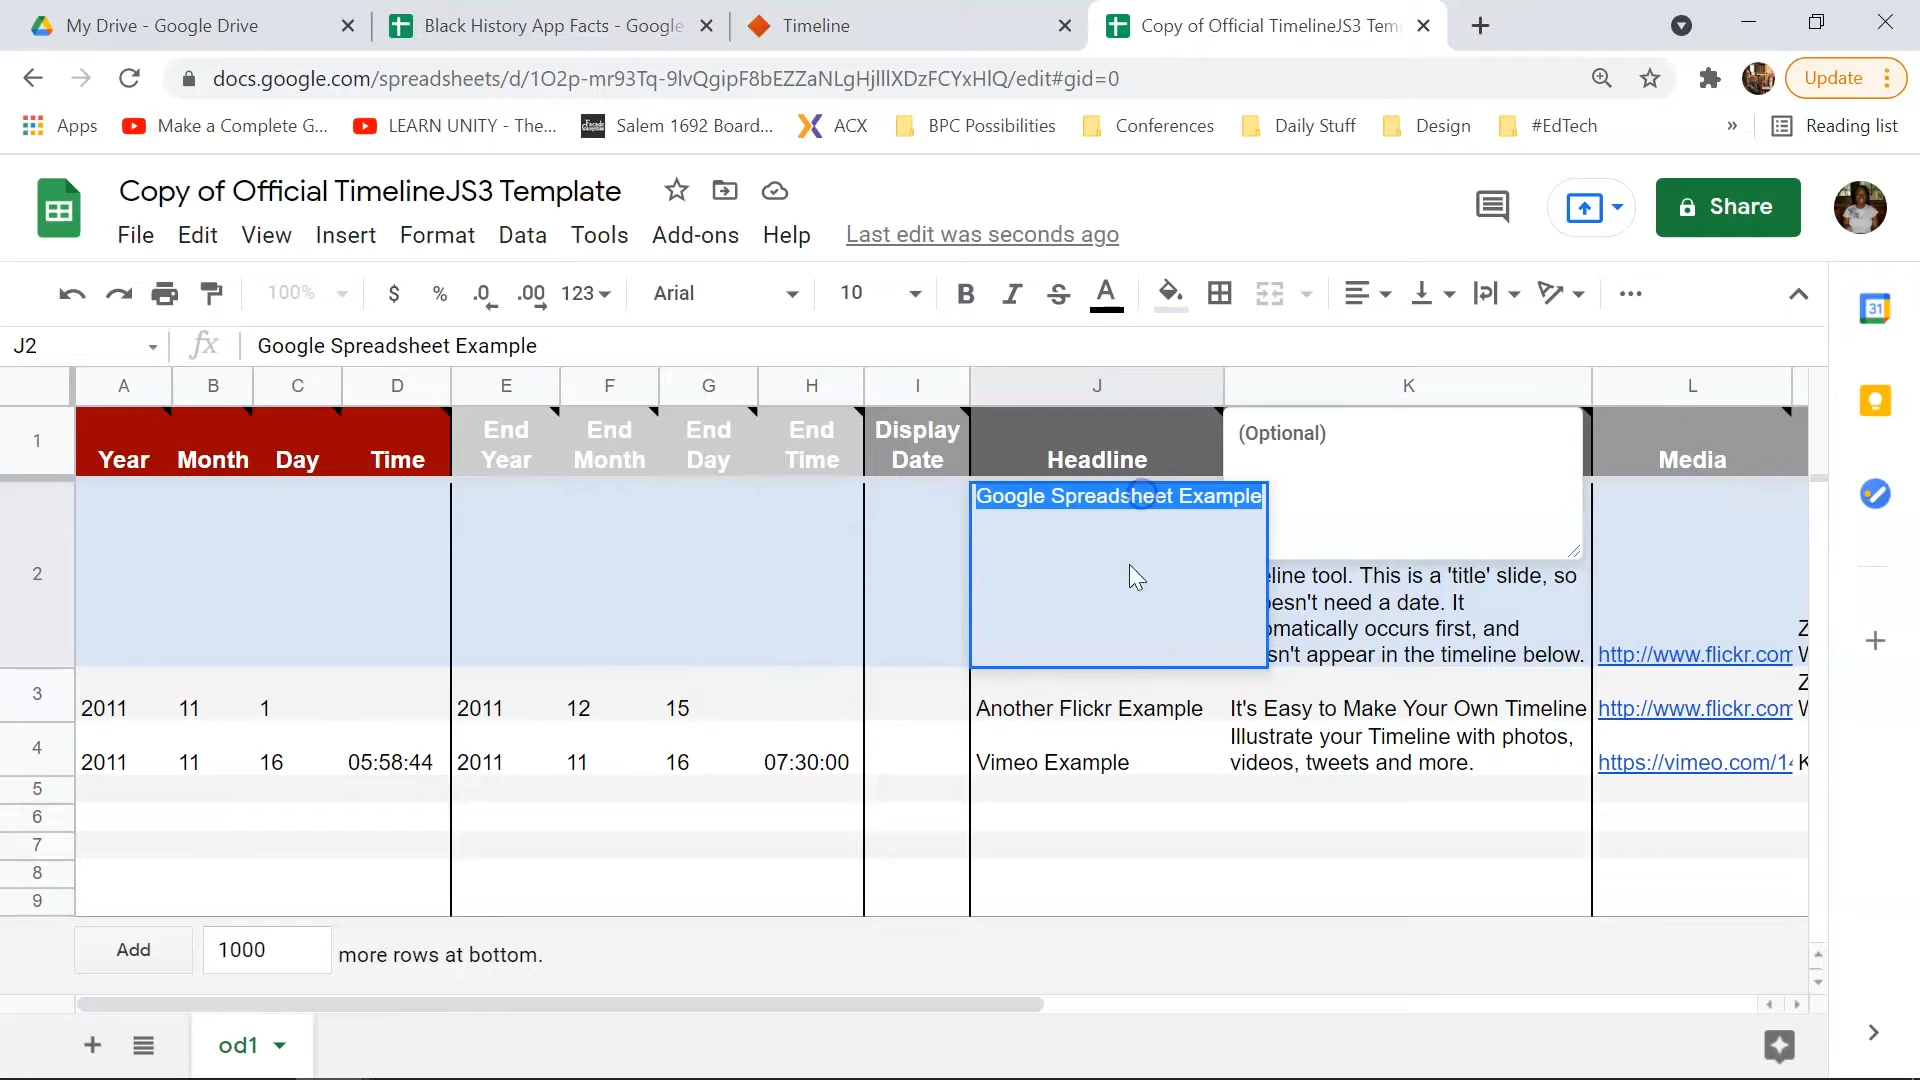 My Drive - Google Drive
Black History App Facts - Google
Timeline
Copy of Official TimelineJS3 Tem
docs.google.com/spreadsheets/d/1O2p-mr93Tq-9lvQgipF8bEZZaNLgHjlllXDzFCYxHlQ/edit#gid=0
Update
Apps
Make a Complete G...
LEARN UNITY - The...
Salem 1692 Board...
ACX
BPC Possibilities
Conferences
Daily Stuff
Design
#EdTech
»
Reading list
Copy of Official TimelineJS3 Template
Share
File Edit View Insert Format Data Tools Add-ons Help Last edit was seconds ago
100% $ % .0 .00 123 Arial 10 B I S A
31
J2 fx Google Spreadsheet Example
A B C D E F G H I J K L
1 Year Month Day Time End Year End Month End Day End Time Display Date Headline (Optional) Media
2 Google Spreadsheet Example
line tool. This is a 'title' slide, so
esn't need a date. It
omatically occurs first, and
sn't appear in the timeline below. http://www.flickr.com
3 2011 11 1 2011 12 15 Another Flickr Example It's Easy to Make Your Own Timeline http://www.flickr.com
4 2011 11 16 05:58:44 2011 11 16 07:30:00 Vimeo Example Illustrate your Timeline with photos,
videos, tweets and more. https://vimeo.com/14
5
6
7
8
9
Add 1000 more rows at bottom.
od1